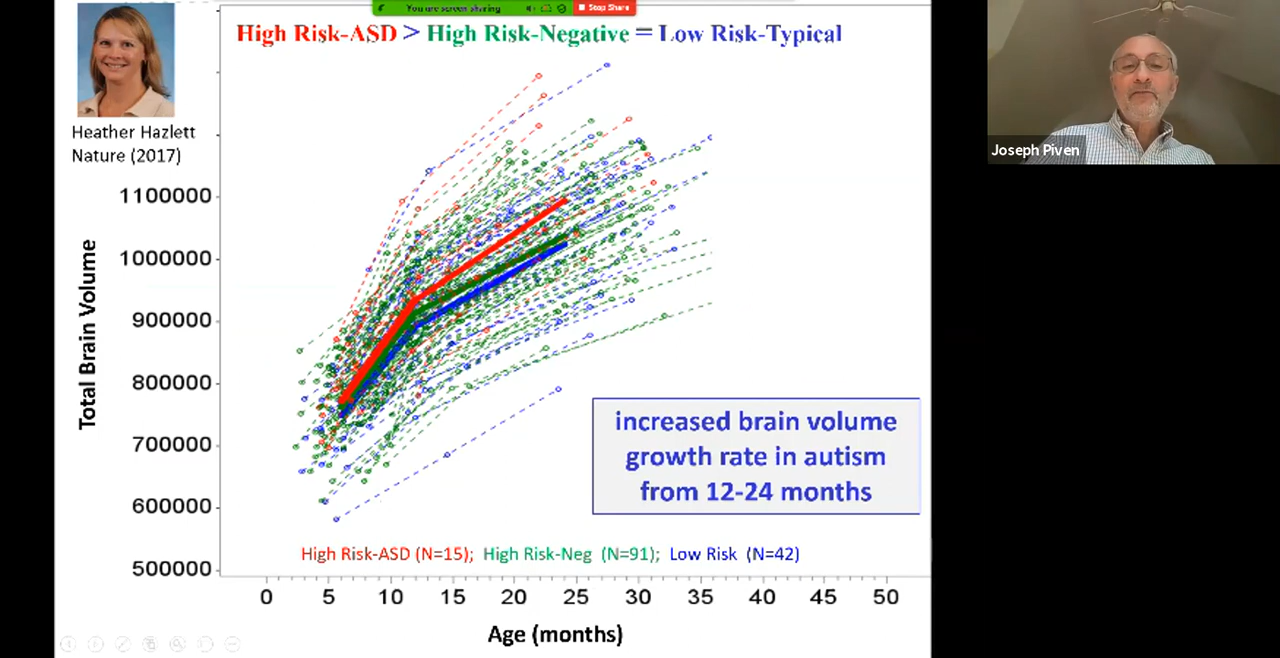 You are screen sharing
Stop Share
High Risk-ASD > High Risk-Negative = Low Risk-Typical
Heather Hazlett
Nature (2017)
Joseph Piven
Total Brain Volume
1100000
1000000
900000
800000
700000
600000
500000
increased brain volume
growth rate in autism
from 12-24 months
High Risk-ASD (N=15); High Risk-Neg (N=91); Low Risk (N=42)
0 5 10 15 20 25 30 35 40 45 50
Age (months)